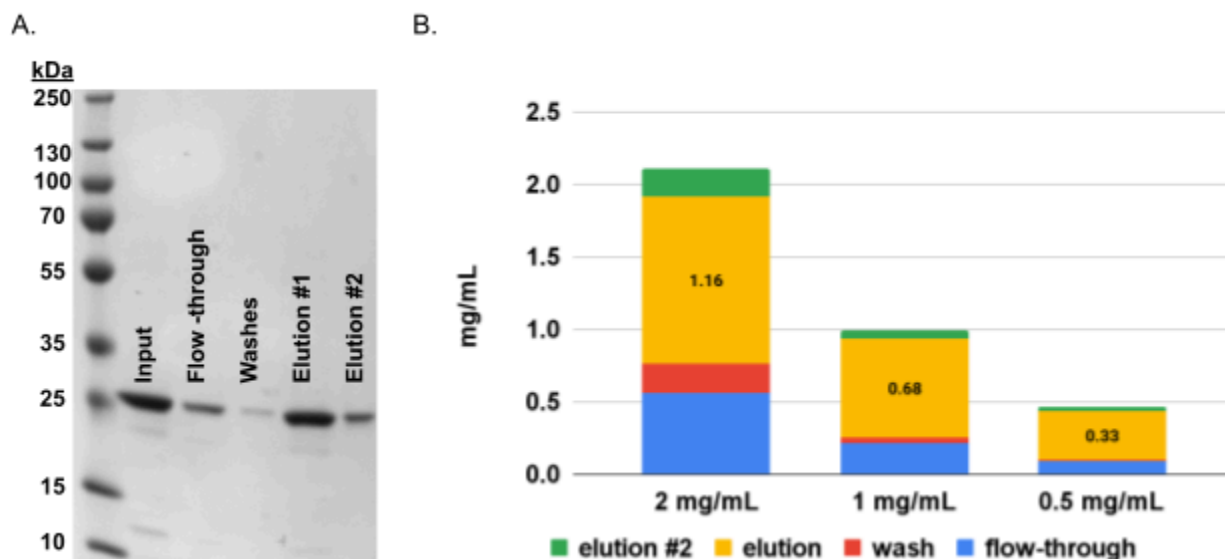 A.
kDa
250
130
100
70
55
35
25
15
10
Input
Flow -through
Washes
Elution #1
Elution #2
B.
mg/mL
2.5
2.0
1.5
1.0
0.5
0.0
1.16
0.68
0.33
2 mg/mL
1 mg/mL
0.5 mg/mL
elution #2 elution wash flow-through